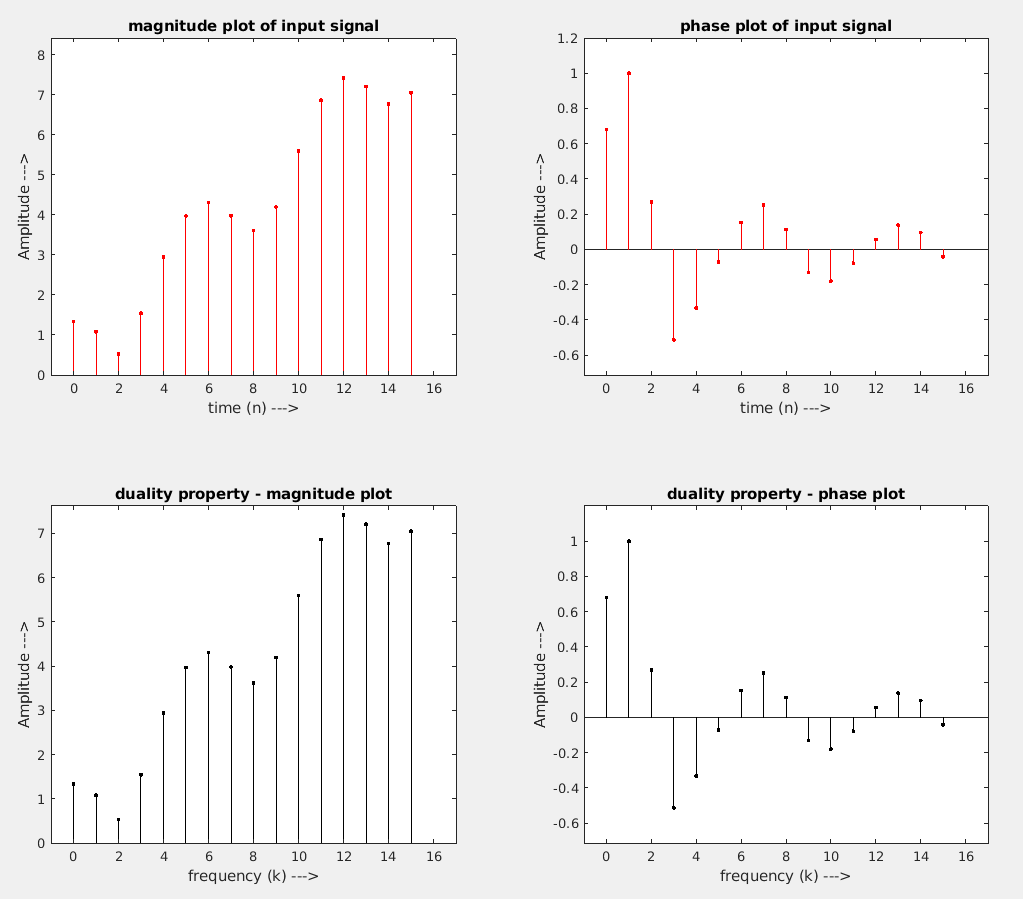 magnitude plot of input signal
8
7
6
5
4
3
2
1
0
Amplitude --->
0 2 4 6 8 10 12 14 16
time (n) --->
phase plot of input signal
1.2
1
0.8
0.6
0.4
0.2
0
-0.2
-0.4
-0.6
Amplitude --->
0 2 4 6 8 10 12 14 16
time (n) --->
duality property - magnitude plot
7
6
5
4
3
2
1
0
Amplitude --->
0 2 4 6 8 10 12 14 16
frequency (k) --->
duality property - phase plot
1
0.8
0.6
0.4
0.2
0
-0.2
-0.4
-0.6
Amplitude --->
0 2 4 6 8 10 12 14 16
frequency (k) --->